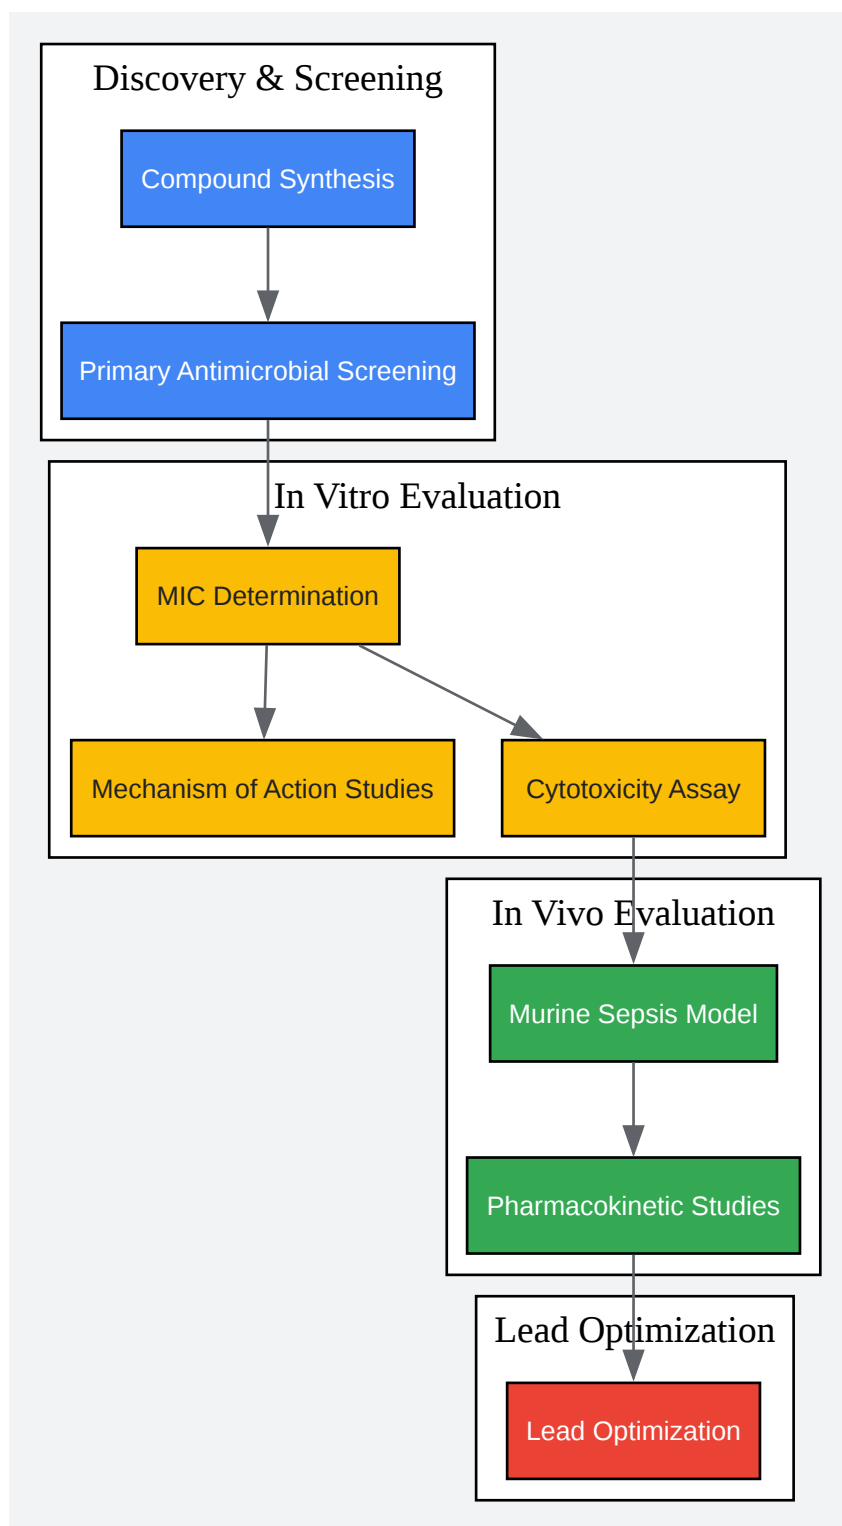 Discovery & Screening
Compound Synthesis
Primary Antimicrobial Screening
In Vitro Evaluation
MIC Determination
Mechanism of Action Studies
Cytotoxicity Assay
In Vivo Evaluation
Murine Sepsis Model
Pharmacokinetic Studies
Lead Optimization
Lead Optimization